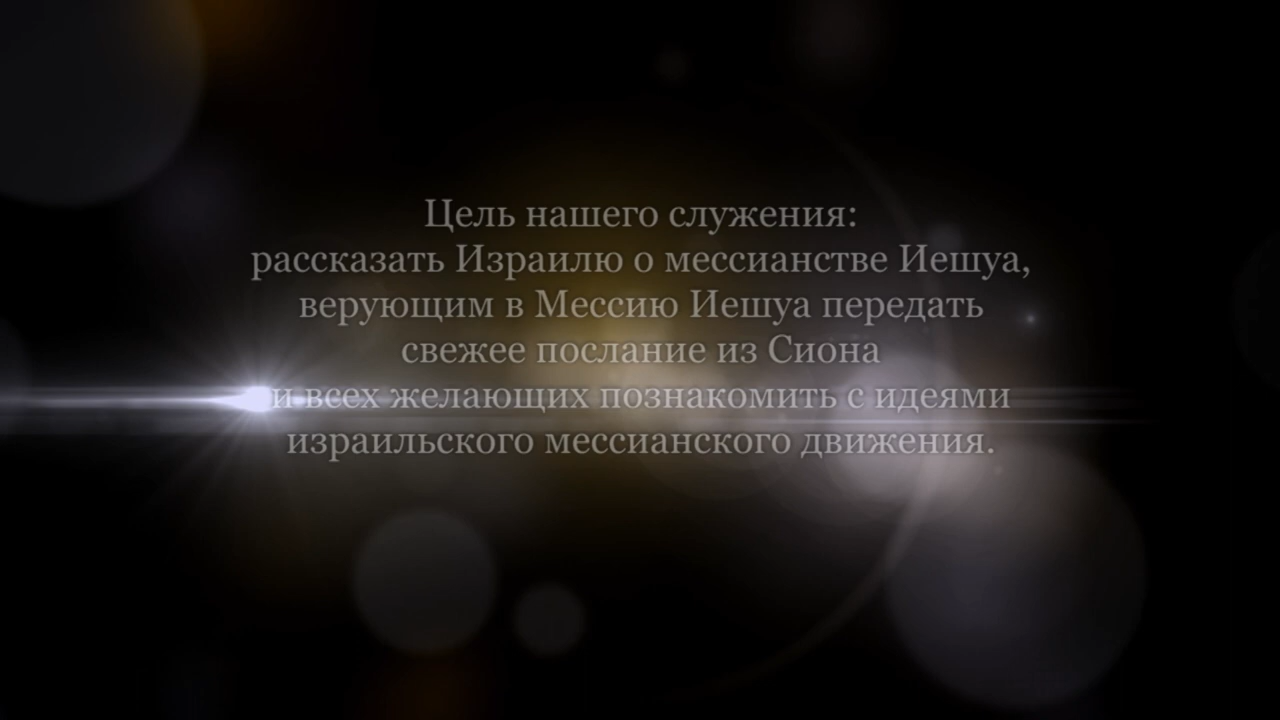 Цель нашего служения:
рассказать Израилю о мессианстве Иешуа,
верующим в Мессию Иешуа передать
свежее послание из Сиона
и всех желающих познакомить с идеями
израильского мессианского движения.